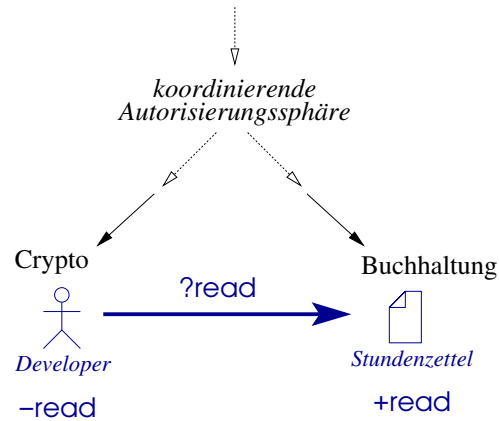 koordinierende
Autorisierungssphäre
Crypto
Buchhaltung
?read
Developer
Stundenzettel
–read
+read